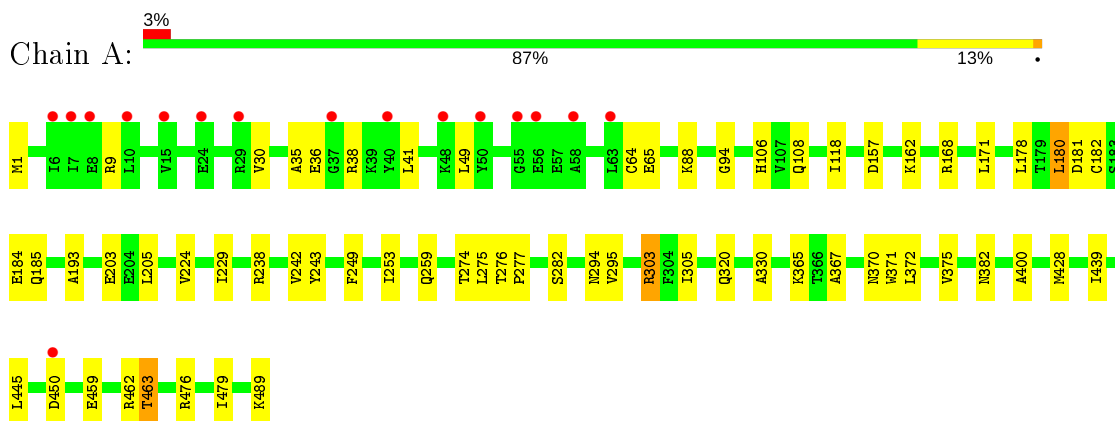 3%
Chain A:
87% 13% •
M1 I6 I7 E8 R9 L10 V15 E24 R29 V30 A35 E36 G37 R38 K39 Y40 L41 K48 L49 Y50 G55 E56 E57 A58 L63 C64 E65 K88 G94 H106 V107 Q108 I118 D157 K162 R168 L171 L178 T179 L180 D181 C182 S183
E184 Q185 A193 E203 E204 L205 V224 I229 R238 V242 Y243 F249 I253 Q259 T274 L275 T276 P277 S282 N294 V295 R303 F304 I305 Q320 A330 K365 T366 A367 N370 W371 L372 V375 N382 A400 M428 I439
L445 D450 E459 R462 T463 R476 I479 K489